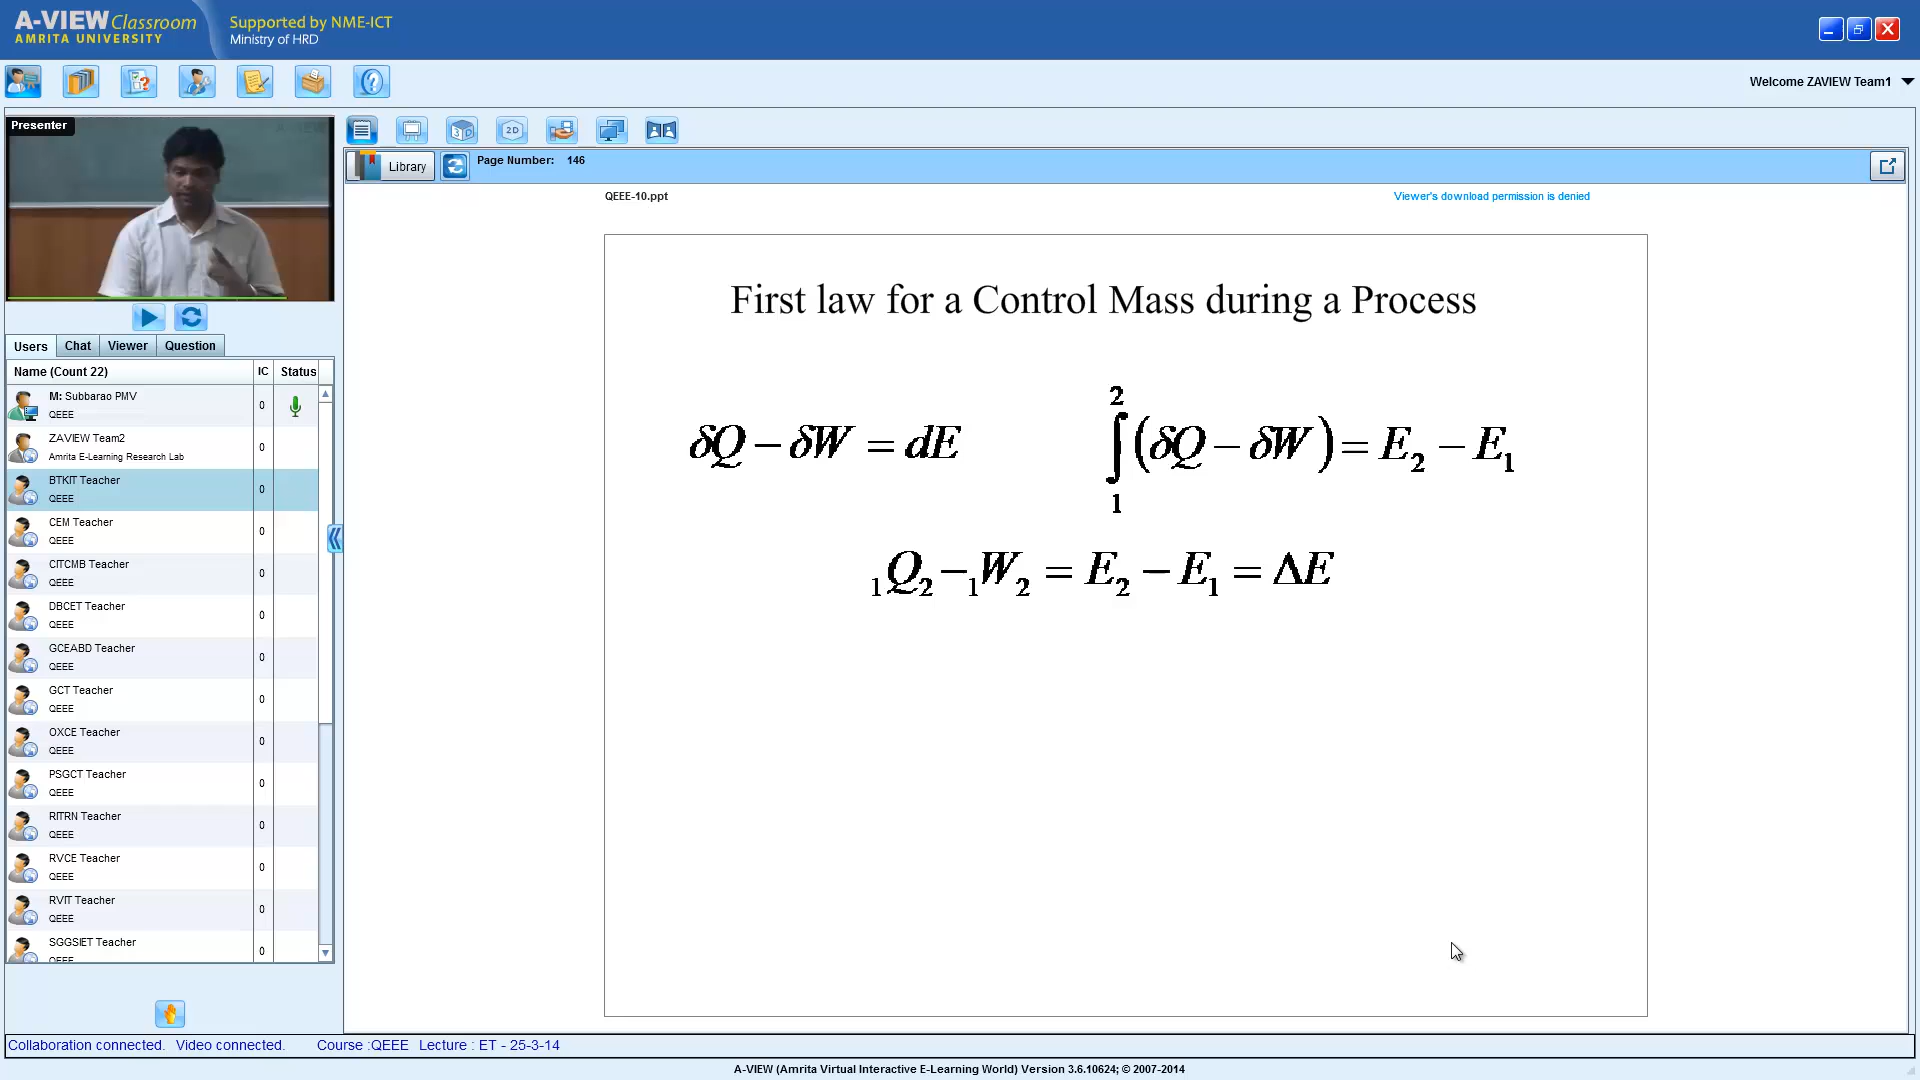 A-VIEW Classroom
AMRITA UNIVERSITY
Supported by NME-ICT
Ministry of HRD
Welcome ZAVIEW Team1
Presenter
Library
Page Number: 146
QEEE-10.ppt
Viewer's download permission is denied
First law for a Control Mass during a Process
δQ − δW = dE
∫₁² (δQ − δW) = E₂ − E₁
₁Q₂ − ₁W₂ = E₂ − E₁ = ΔE
Users Chat Viewer Question
Name (Count 22) IC Status
M: Subbarao PMV
QEEE
0
ZAVIEW Team2
Amrita E-Learning Research Lab
0
BTKIT Teacher
QEEE
0
CEM Teacher
QEEE
0
CITCMB Teacher
QEEE
0
DBCET Teacher
QEEE
0
GCEABD Teacher
QEEE
0
GCT Teacher
QEEE
0
OXCE Teacher
QEEE
0
PSGCT Teacher
QEEE
0
RITRN Teacher
QEEE
0
RVCE Teacher
QEEE
0
RVIT Teacher
QEEE
0
SGGSIET Teacher
QEEE
0
Collaboration connected. Video connected. Course :QEEE Lecture : ET - 25-3-14
A-VIEW (Amrita Virtual Interactive E-Learning World) Version 3.6.10624; © 2007-2014